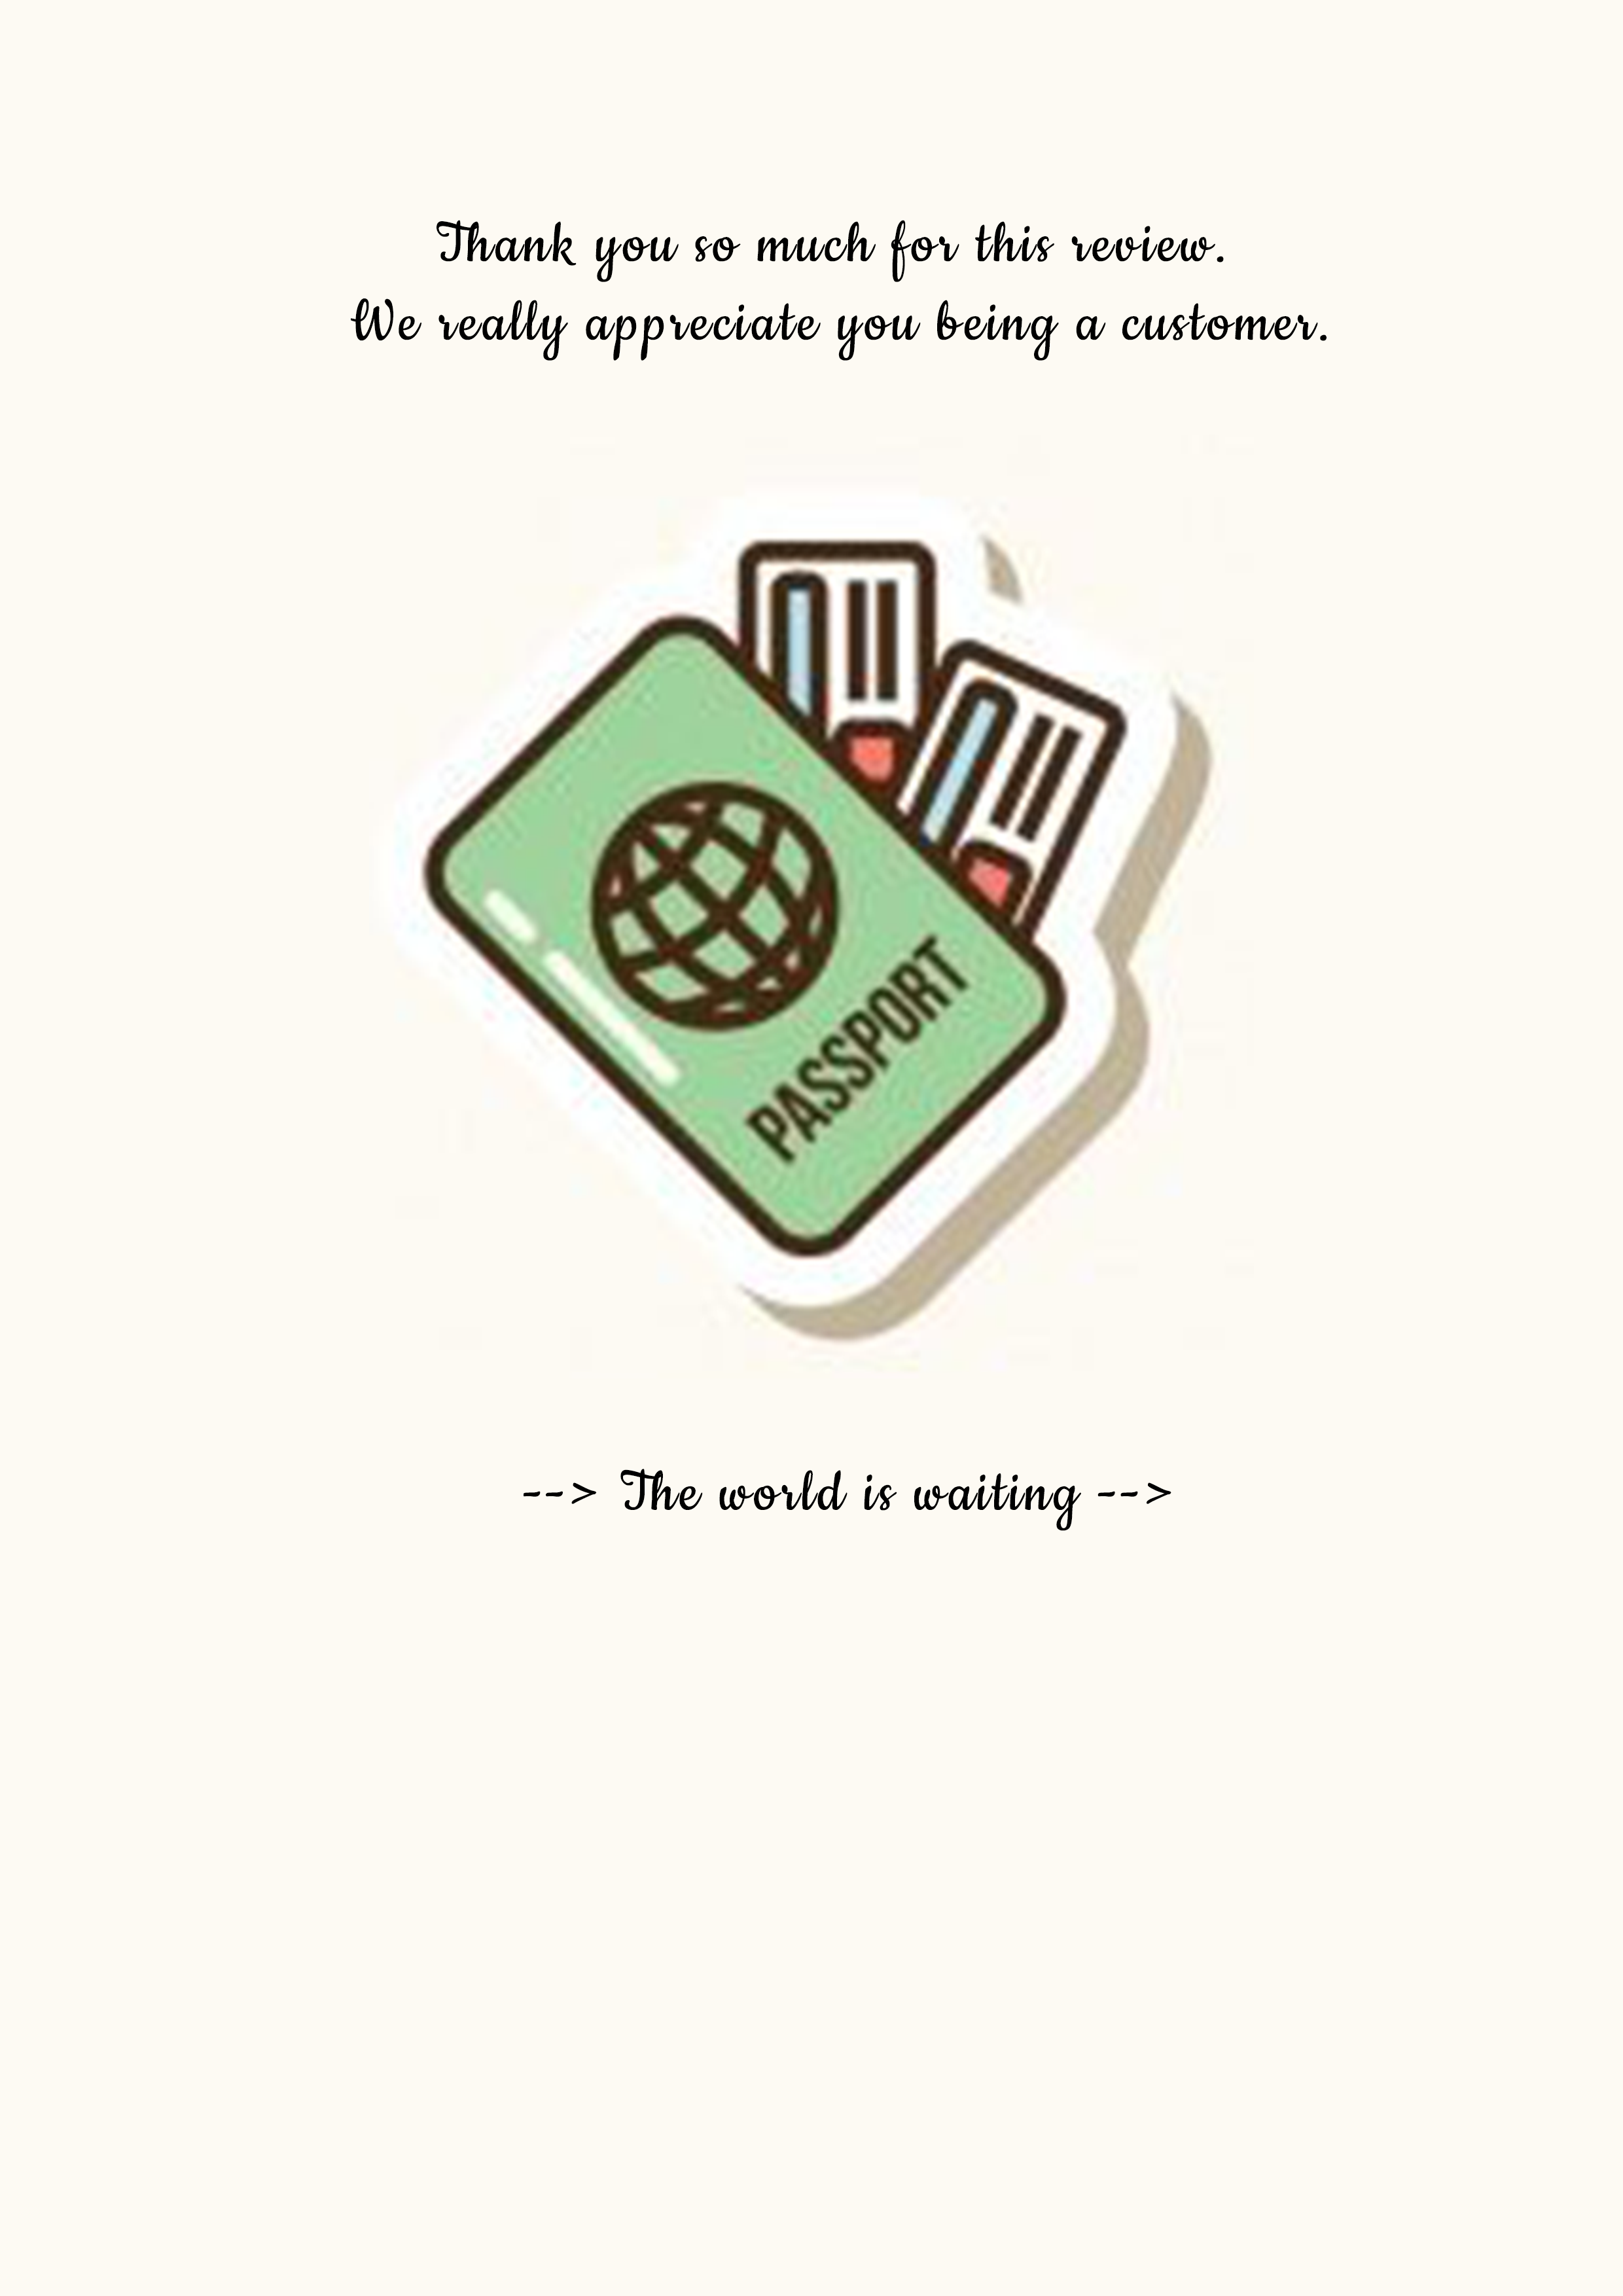 Thank you so much for this review.
We really appreciate you being a customer.
PASSPORT
--> The world is waiting -->